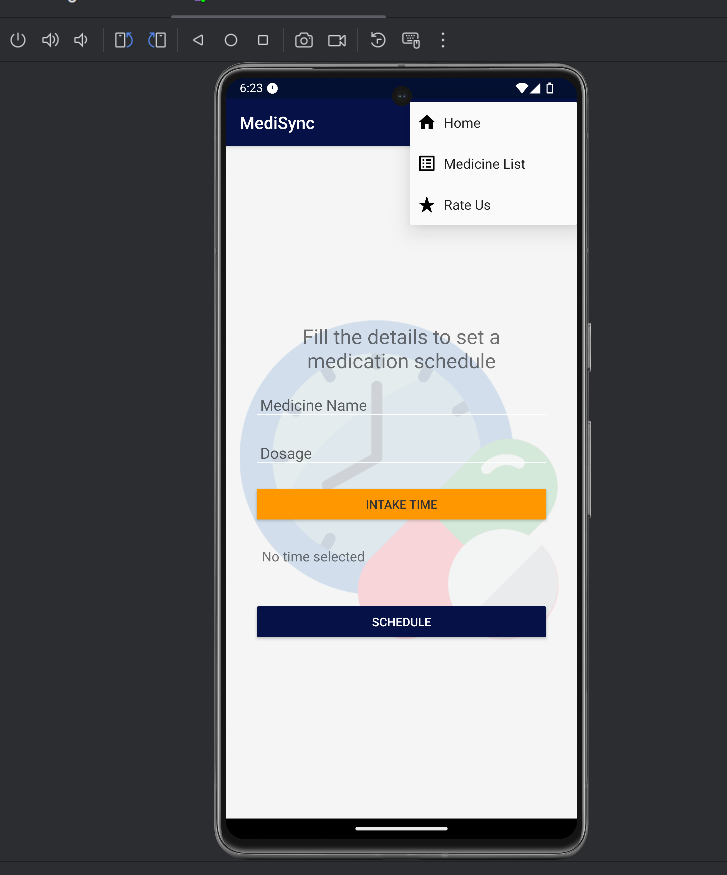 6:23
MediSync
Home
Medicine List
Rate Us
Fill the details to set a
medication schedule
Medicine Name
Dosage
INTAKE TIME
No time selected
SCHEDULE